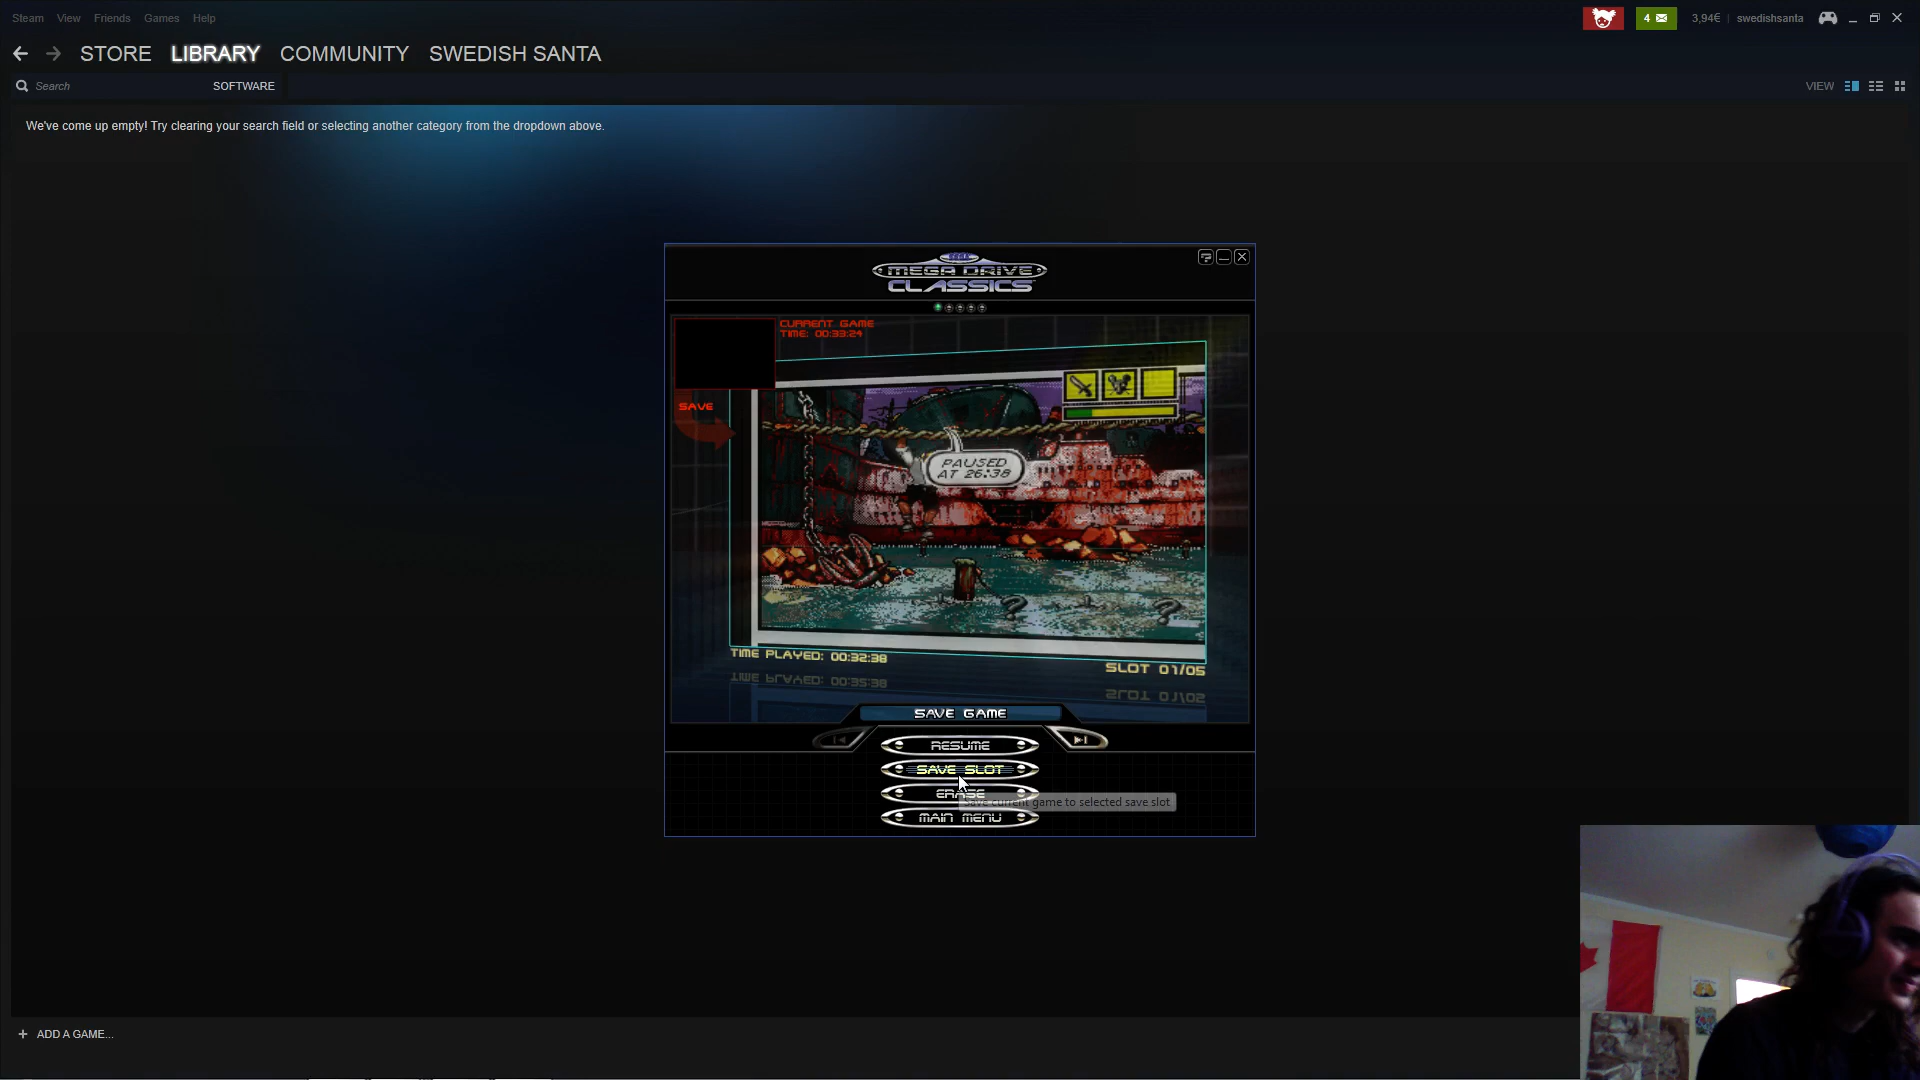 Steam View Friends Games Help
4
3,94€ | swedishsanta
STORE LIBRARY COMMUNITY SWEDISH SANTA
Search
SOFTWARE
VIEW
We've come up empty! Try clearing your search field or selecting another category from the dropdown above.
SEGA
MEGA DRIVE
CLASSICS
CURRENT GAME
TIME: 00:33:24
SAVE
PAUSED
AT 26:38
TIME PLAYED: 00:32:38
SLOT 01/05
SAVE GAME
RESUME
SAVE SLOT
ERASE
Save current game to selected save slot
MAIN MENU
+ ADD A GAME...